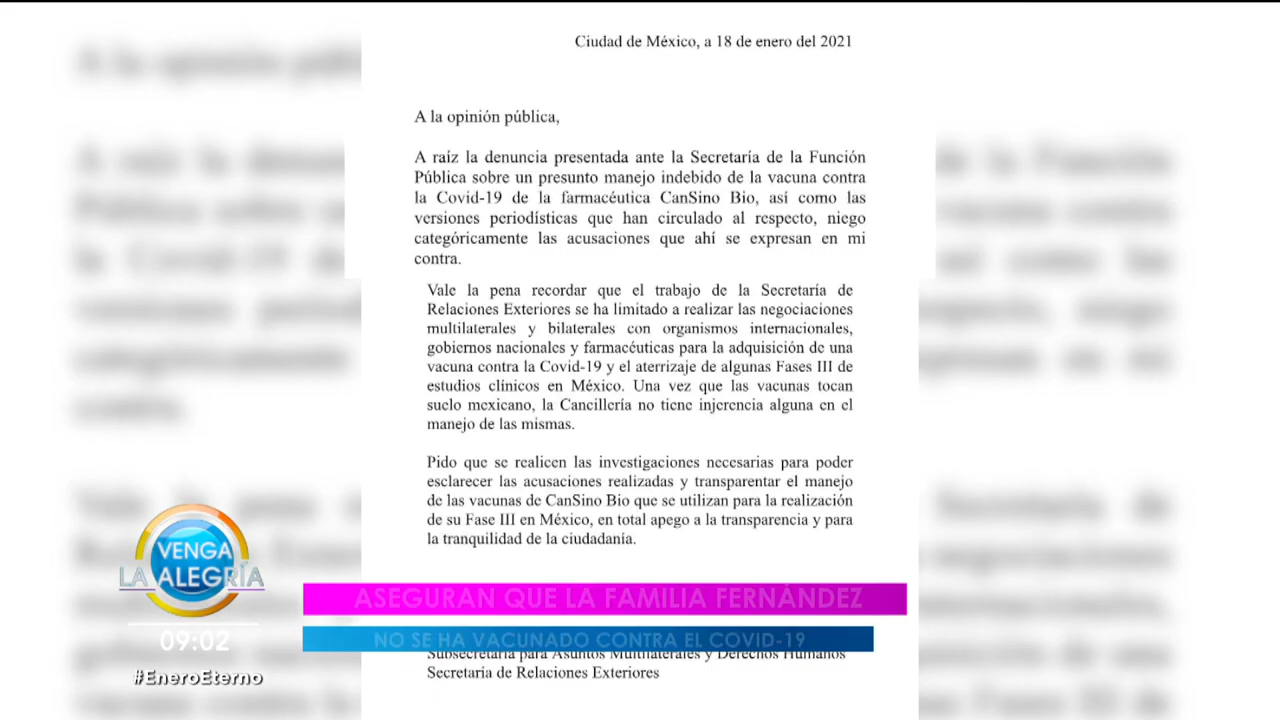 Ciudad de México, a 18 de enero del 2021
A la opinión pública,
A raíz la denuncia presentada ante la Secretaría de la Función
Pública sobre un presunto manejo indebido de la vacuna contra
la Covid-19 de la farmacéutica CanSino Bio, así como las
versiones periodísticas que han circulado al respecto, niego
categóricamente las acusaciones que ahí se expresan en mi
contra.
Vale la pena recordar que el trabajo de la Secretaría de
Relaciones Exteriores se ha limitado a realizar las negociaciones
multilaterales y bilaterales con organismos internacionales,
gobiernos nacionales y farmacéuticas para la adquisición de una
vacuna contra la Covid-19 y el aterrizaje de algunas Fases III de
estudios clínicos en México. Una vez que las vacunas tocan
suelo mexicano, la Cancillería no tiene injerencia alguna en el
manejo de las mismas.
Pido que se realicen las investigaciones necesarias para poder
esclarecer las acusaciones realizadas y transparentar el manejo
de las vacunas de CanSino Bio que se utilizan para la realización
de su Fase III en México, en total apego a la transparencia y para
la tranquilidad de la ciudadanía.
VENGA
LA ALEGRÍA
09:02
#EneroEterno
ASEGURAN QUE LA FAMILIA FERNÁNDEZ
NO SE HA VACUNADO CONTRA EL COVID-19
Subsecretaría para Asuntos Multilaterales y Derechos Humanos
Secretaría de Relaciones Exteriores